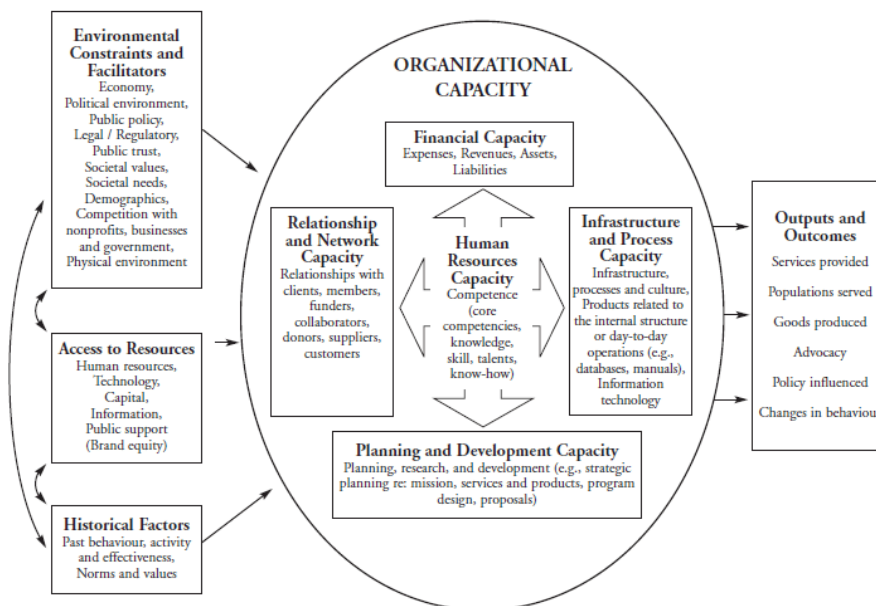 Environmental
Constraints and
Facilitators
Economy,
Political environment,
Public policy,
Legal / Regulatory,
Public trust,
Societal values,
Societal needs,
Demographics,
Competition with
nonprofits, businesses
and government,
Physical environment
Access to Resources
Human resources,
Technology,
Capital,
Information,
Public support
(Brand equity)
Historical Factors
Past behaviour, activity
and effectiveness,
Norms and values
ORGANIZATIONAL
CAPACITY
Financial Capacity
Expenses, Revenues, Assets,
Liabilities
Relationship
and Network
Capacity
Relationships with
clients, members,
funders,
collaborators,
donors, suppliers,
customers
Human
Resources
Capacity
Competence
(core
competencies,
knowledge,
skill, talents,
know-how)
Infrastructure
and Process
Capacity
Infrastructure,
processes and culture,
Products related to
the internal structure
or day-to-day
operations (e.g.,
databases, manuals),
Information
technology
Planning and Development Capacity
Planning, research, and development (e.g., strategic
planning re: mission, services and products, program
design, proposals)
Outputs and
Outcomes
Services provided
Populations served
Goods produced
Advocacy
Policy influenced
Changes in behaviour